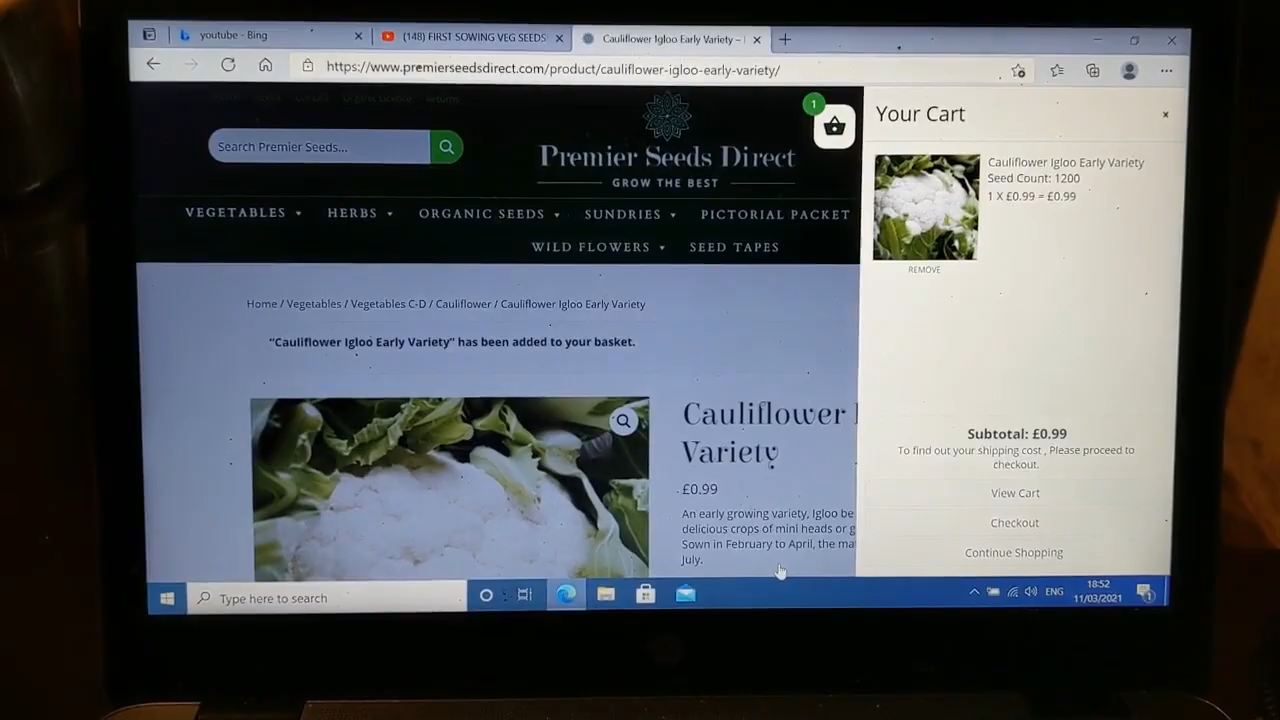 youtube - Bing
(148) FIRST SOWING VEG SEEDS
Cauliflower Igloo Early Variety –
https://www.premierseedsdirect.com/product/cauliflower-igloo-early-variety/
Contact Organic Licence Returns
Search Premier Seeds...
Premier Seeds Direct
GROW THE BEST
1
VEGETABLES HERBS ORGANIC SEEDS SUNDRIES PICTORIAL PACKET
WILD FLOWERS SEED TAPES
Home / Vegetables / Vegetables C-D / Cauliflower / Cauliflower Igloo Early Variety
“Cauliflower Igloo Early Variety” has been added to your basket.
Cauliflower
Variety
£0.99
An early growing variety, Igloo be
delicious crops of mini heads or g
Sown in February to April, the ma
July.
Your Cart
Cauliflower Igloo Early Variety
Seed Count: 1200
1 X £0.99 = £0.99
REMOVE
Subtotal: £0.99
To find out your shipping cost , Please proceed to
checkout.
View Cart
Checkout
Continue Shopping
Type here to search
ENG
18:52
11/03/2021
1